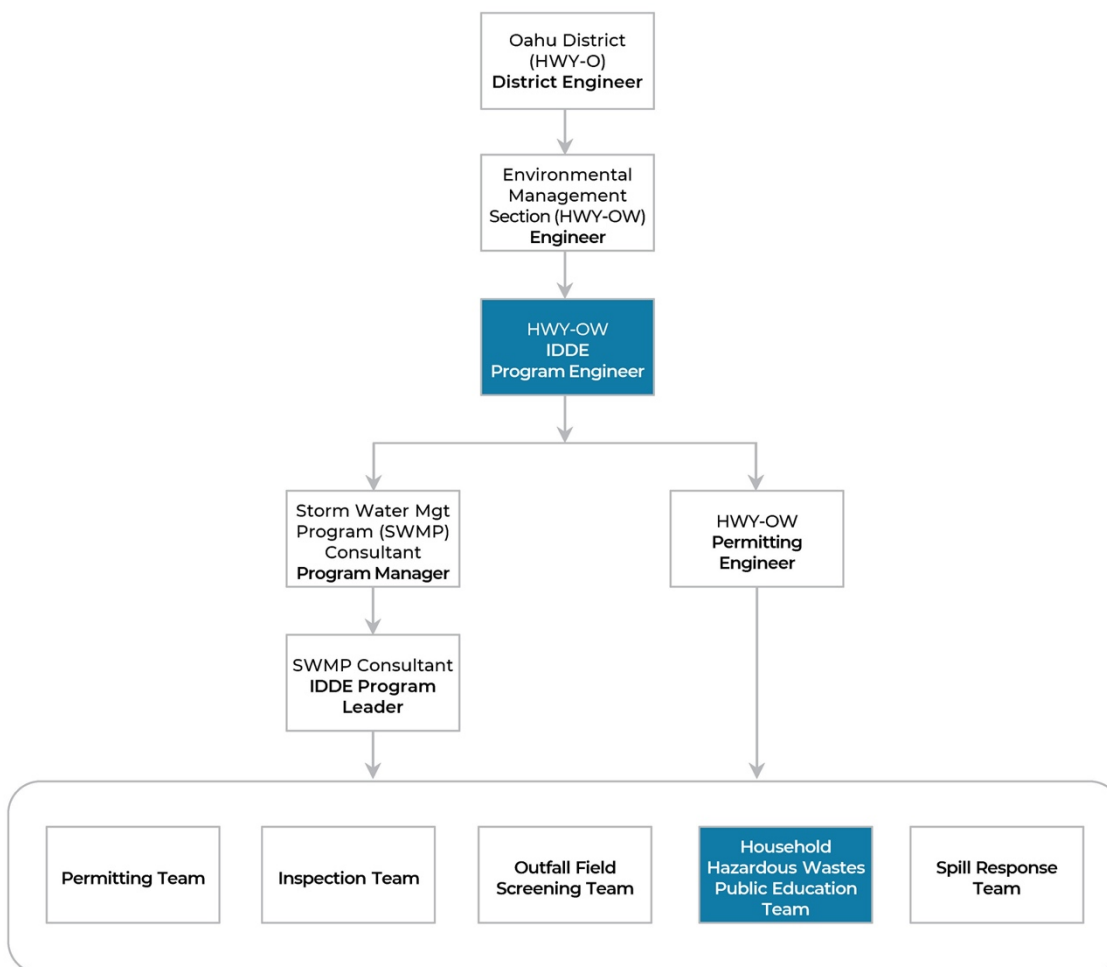 Oahu District
(HWY-O)
District Engineer
Environmental
Management
Section (HWY-OW)
Engineer
HWY-OW
IDDE
Program Engineer
Storm Water Mgt
Program (SWMP)
Consultant
Program Manager
HWY-OW
Permitting
Engineer
SWMP Consultant
IDDE Program
Leader
Permitting Team
Inspection Team
Outfall Field
Screening Team
Household
Hazardous Wastes
Public Education
Team
Spill Response
Team